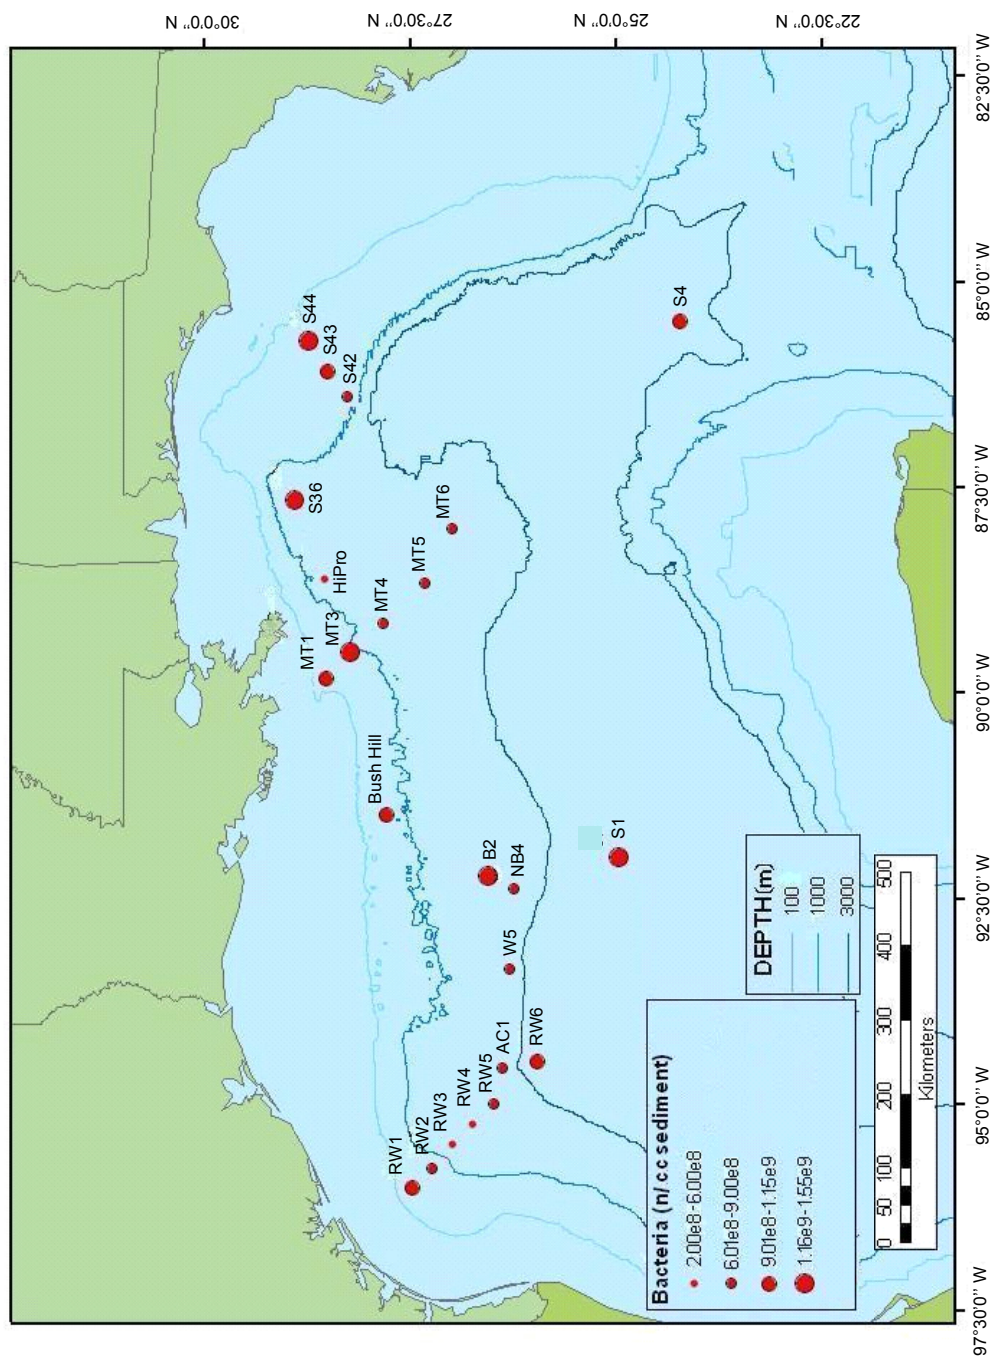 30°0'0" N
27°30'0" N
25°0'0" N
22°30'0" N
82°30'0" W
85°0'0" W
87°30'0" W
90°0'0" W
92°30'0" W
95°0'0" W
97°30'0" W
RW1
RW2
RW3
RW4
RW5
AC1
RW6
W5
NB4
B2
S1
Bush Hill
MT1
MT3
HiPro
MT4
MT5
MT6
S36
S42
S43
S44
S4
Bacteria (n/cc sediment)
2.00e8-6.00e8
6.01e8-9.00e8
9.01e8-1.15e9
1.16e9-1.55e9
DEPTH(m)
100
1000
3000
0 50 100 200 300 400 500
Kilometers